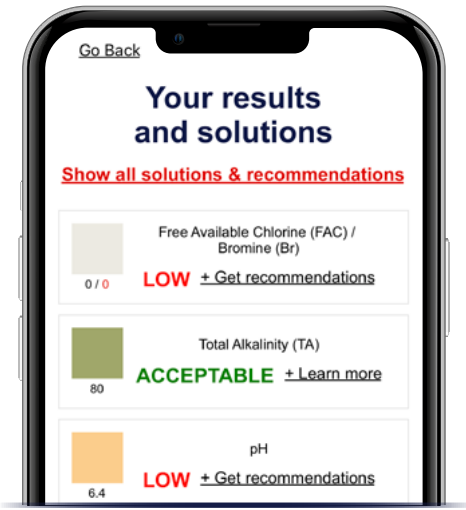 Go Back
Your results
and solutions
Show all solutions & recommendations
Free Available Chlorine (FAC) /
Bromine (Br)
0 / 0
LOW + Get recommendations
Total Alkalinity (TA)
ACCEPTABLE + Learn more
80
pH
LOW + Get recommendations
6.4